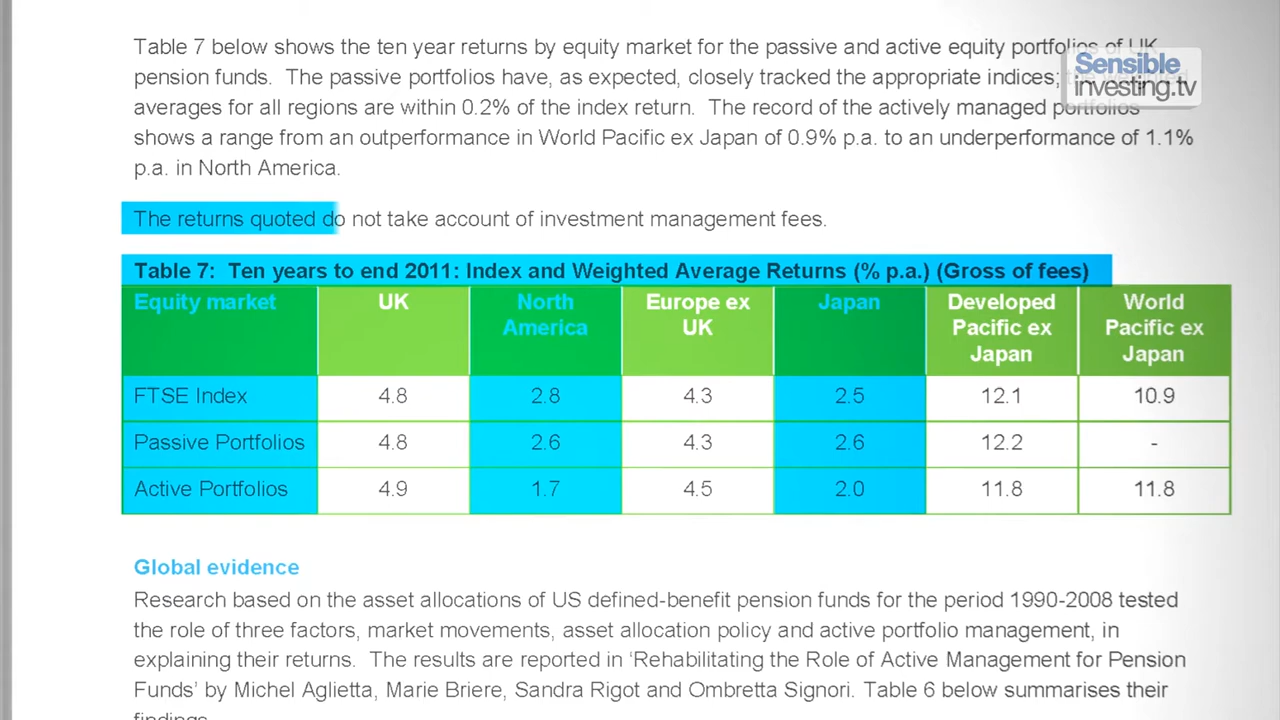 Table 7 below shows the ten year returns by equity market for the passive and active equity portfolios of UK
pension funds. The passive portfolios have, as expected, closely tracked the appropriate indices;
averages for all regions are within 0.2% of the index return. The record of the actively managed portfolios
shows a range from an outperformance in World Pacific ex Japan of 0.9% p.a. to an underperformance of 1.1%
p.a. in North America.
Sensible
investing.tv
The returns quoted do not take account of investment management fees.
Table 7: Ten years to end 2011: Index and Weighted Average Returns (% p.a.) (Gross of fees)
Equity market UK North America Europe ex UK Japan Developed Pacific ex Japan World Pacific ex Japan
FTSE Index 4.8 2.8 4.3 2.5 12.1 10.9
Passive Portfolios 4.8 2.6 4.3 2.6 12.2 -
Active Portfolios 4.9 1.7 4.5 2.0 11.8 11.8
Global evidence
Research based on the asset allocations of US defined-benefit pension funds for the period 1990-2008 tested
the role of three factors, market movements, asset allocation policy and active portfolio management, in
explaining their returns. The results are reported in ‘Rehabilitating the Role of Active Management for Pension
Funds’ by Michel Aglietta, Marie Briere, Sandra Rigot and Ombretta Signori. Table 6 below summarises their
findings.